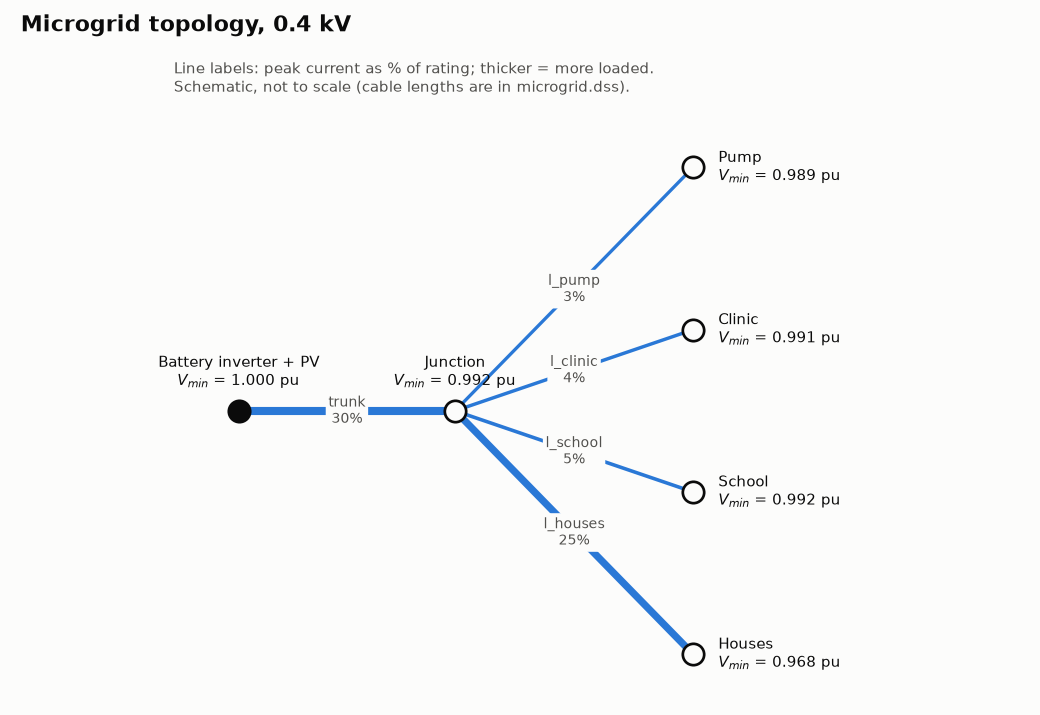 Microgrid topology, 0.4 kV
Line labels: peak current as % of rating; thicker = more loaded.
Schematic, not to scale (cable lengths are in microgrid.dss).
Pump
Vmin = 0.989 pu
l_pump
3%
Clinic
Vmin = 0.991 pu
Battery inverter + PV
Vmin = 1.000 pu
Junction
Vmin = 0.992 pu
l_clinic
4%
trunk
30%
l_school
5%
School
Vmin = 0.992 pu
l_houses
25%
Houses
Vmin = 0.968 pu